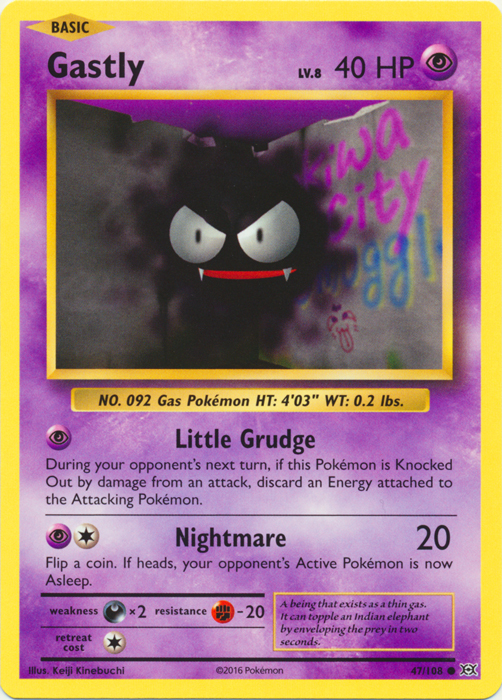 BASIC
Gastly LV.8 40 HP
iwa
City
NO. 092 Gas Pokémon HT: 4'03" WT: 0.2 lbs.
Little Grudge
During your opponent's next turn, if this Pokémon is Knocked
Out by damage from an attack, discard an Energy attached to
the Attacking Pokémon.
Nightmare 20
Flip a coin. If heads, your opponent's Active Pokémon is now
Asleep.
weakness ×2 resistance -20
retreat
cost
A being that exists as a thin gas.
It can topple an Indian elephant
by enveloping the prey in two
seconds.
Illus. Keiji Kinebuchi ©2016 Pokémon 47/108